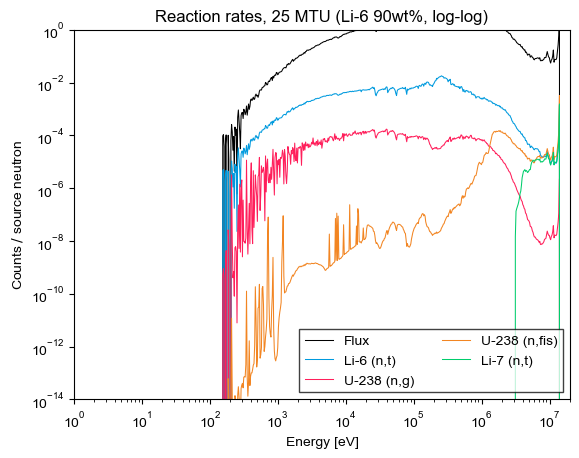 Reaction rates, 25 MTU (Li-6 90wt%, log-log)
Counts / source neutron
10^0
10^−2
10^−4
10^−6
10^−8
10^−10
10^−12
10^−14
Flux
Li-6 (n,t)
U-238 (n,g)
U-238 (n,fis)
Li-7 (n,t)
10^0 10^1 10^2 10^3 10^4 10^5 10^6 10^7
Energy [eV]